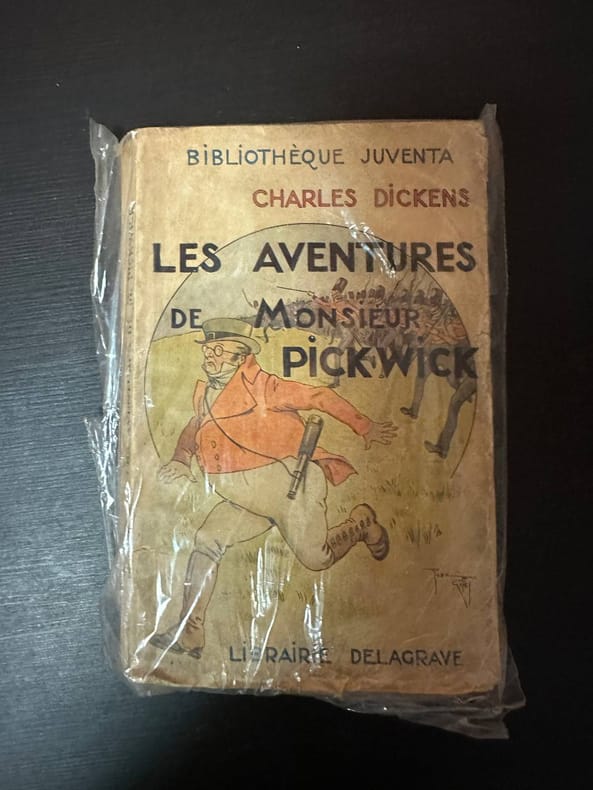 BIBLIOTHÈQUE JUVENTA
CHARLES DICKENS
LES AVENTURES
DE MONSIEUR
PICKWICK
LIBRAIRIE DELAGRAVE